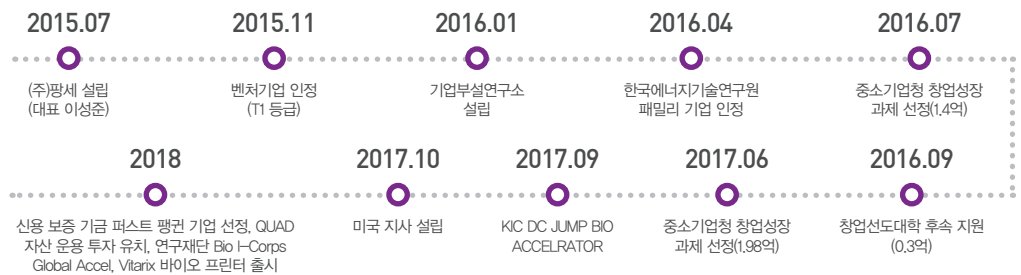 2015.07
(주)팡세 설립
(대표 이성준)
2015.11
벤처기업 인정
(T1 등급)
2016.01
기업부설연구소
설립
2016.04
한국에너지기술연구원
패밀리 기업 인정
2016.07
중소기업청 창업성장
과제 선정(1.4억)
2016.09
창업선도대학 후속 지원
(0.3억)
2017.06
중소기업청 창업성장
과제 선정(1.98억)
2017.09
KIC DC JUMP BIO
ACCELRATOR
2017.10
미국 지사 설립
2018
신용 보증 기금 퍼스트 팽귄 기업 선정, QUAD
자산 운용 투자 유치, 연구재단 Bio I-Corps
Global Accel, Vitarix 바이오 프린터 출시